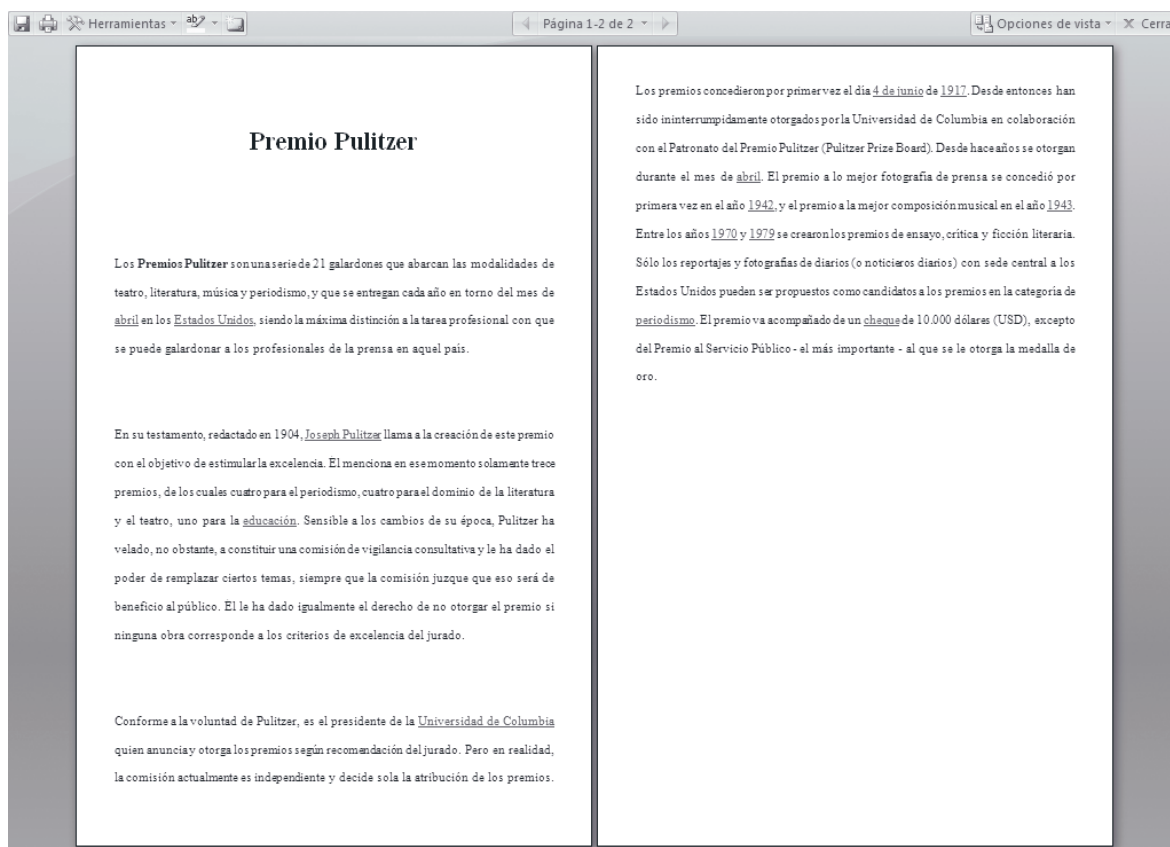 Herramientas
Página 1-2 de 2
Opciones de vista
Cerra
Premio Pulitzer
Los Premios Pulitzer son una serie de 21 galardones que abarcan las modalidades de
teatro, literatura, música y periodismo, y que se entregan cada año en torno del mes de
abril en los Estados Unidos, siendo la máxima distinción a la tarea profesional con que
se puede galardonar a los profesionales de la prensa en aquel país.
En su testamento, redactado en 1904, Joseph Pulitzer llama a la creación de este premio
con el objetivo de estimular la excelencia. Él menciona en ese momento solamente trece
premios, de los cuales cuatro para el periodismo, cuatro para el dominio de la literatura
y el teatro, uno para la educación. Sensible a los cambios de su época, Pulitzer ha
velado, no obstante, a constituir una comisión de vigilancia consultativa y le ha dado el
poder de remplazar ciertos temas, siempre que la comisión juzque que eso será de
beneficio al público. Él le ha dado igualmente el derecho de no otorgar el premio si
ninguna obra corresponde a los criterios de excelencia del jurado.
Conforme a la voluntad de Pulitzer, es el presidente de la Universidad de Columbia
quien anuncia y otorga los premios según recomendación del jurado. Pero en realidad,
la comisión actualmente es independiente y decide sola la atribución de los premios.
Los premios concedieron por primer vez el día 4 de junio de 1917. Desde entonces han
sido ininterrumpidamente otorgados por la Universidad de Columbia en colaboración
con el Patronato del Premio Pulitzer (Pulitzer Prize Board). Desde hace años se otorgan
durante el mes de abril. El premio a lo mejor fotografía de prensa se concedió por
primera vez en el año 1942, y el premio a la mejor composición musical en el año 1943.
Entre los años 1970 y 1979 se crearon los premios de ensayo, crítica y ficción literaria.
Sólo los reportajes y fotografías de diarios (o noticieros diarios) con sede central a los
Estados Unidos pueden ser propuestos como candidatos a los premios en la categoría de
periodismo. El premio va acompañado de un cheque de 10.000 dólares (USD), excepto
del Premio al Servicio Público - el más importante - al que se le otorga la medalla de
oro.